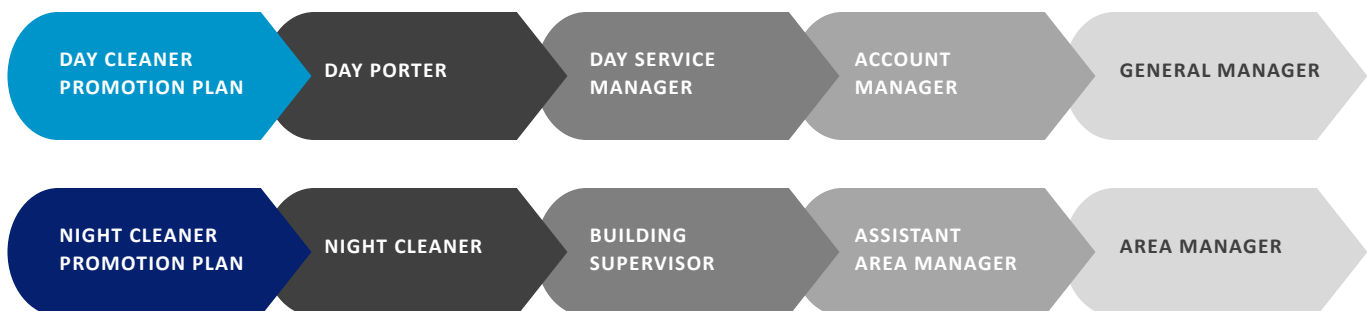 DAY CLEANER
PROMOTION PLAN
DAY PORTER
DAY SERVICE
MANAGER
ACCOUNT
MANAGER
GENERAL MANAGER
NIGHT CLEANER
PROMOTION PLAN
NIGHT CLEANER
BUILDING
SUPERVISOR
ASSISTANT
AREA MANAGER
AREA MANAGER